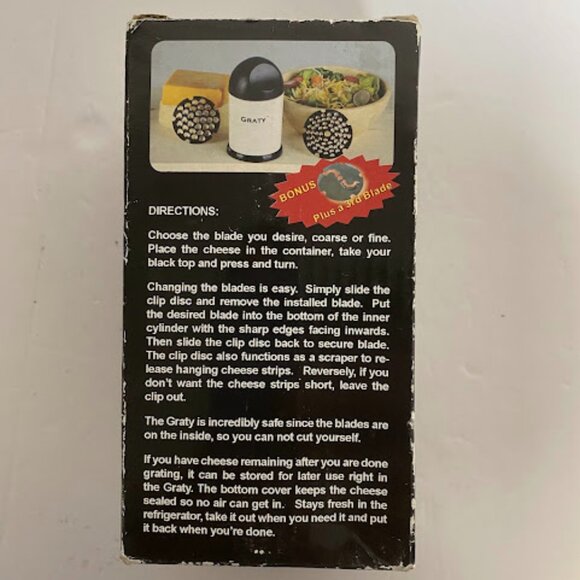 GRATY™
BONUS
Plus a 3rd Blade
DIRECTIONS:
Choose the blade you desire, coarse or fine.
Place the cheese in the container, take your
black top and press and turn.
Changing the blades is easy. Simply slide the
clip disc and remove the installed blade. Put
the desired blade into the bottom of the inner
cylinder with the sharp edges facing inwards.
Then slide the clip disc back to secure blade.
The clip disc also functions as a scraper to re-
lease hanging cheese strips. Reversely, if you
don't want the cheese strips short, leave the
clip out.
The Graty is incredibly safe since the blades are
on the inside, so you can not cut yourself.
If you have cheese remaining after you are done
grating, it can be stored for later use right in
the Graty. The bottom cover keeps the cheese
sealed so no air can get in. Stays fresh in the
refrigerator, take it out when you need it and put
it back when you're done.